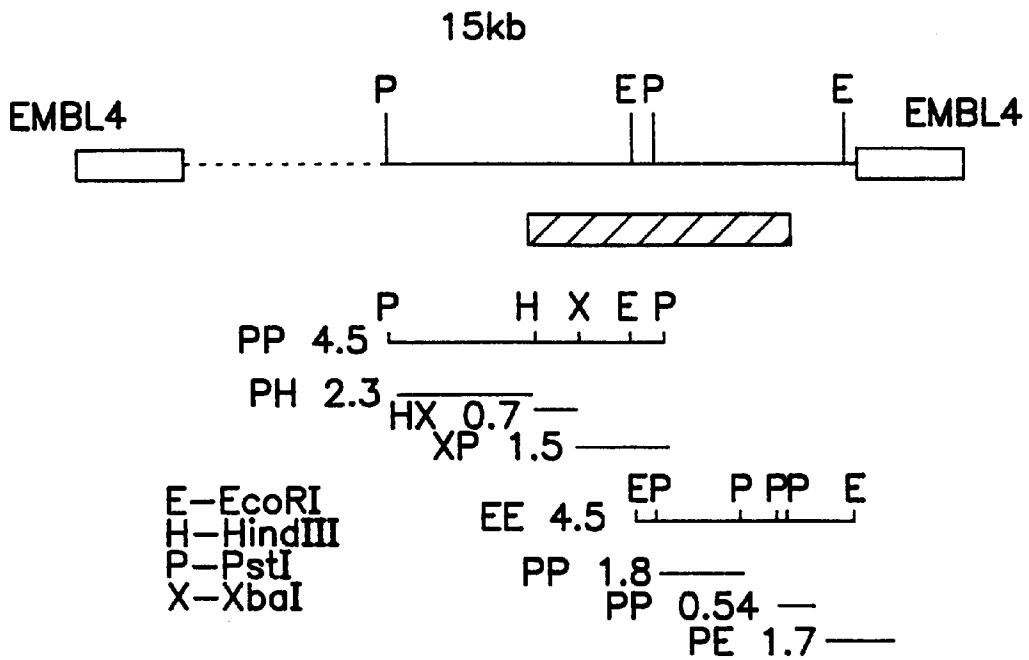 15kb
P E P E
EMBL4 EMBL4
P H X E P
PP 4.5
PH 2.3
HX 0.7
XP 1.5
E P P P P E
EE 4.5
PP 1.8
PP 0.54
PE 1.7
E-EcoRI
H-HindIII
P-PstI
X-XbaI